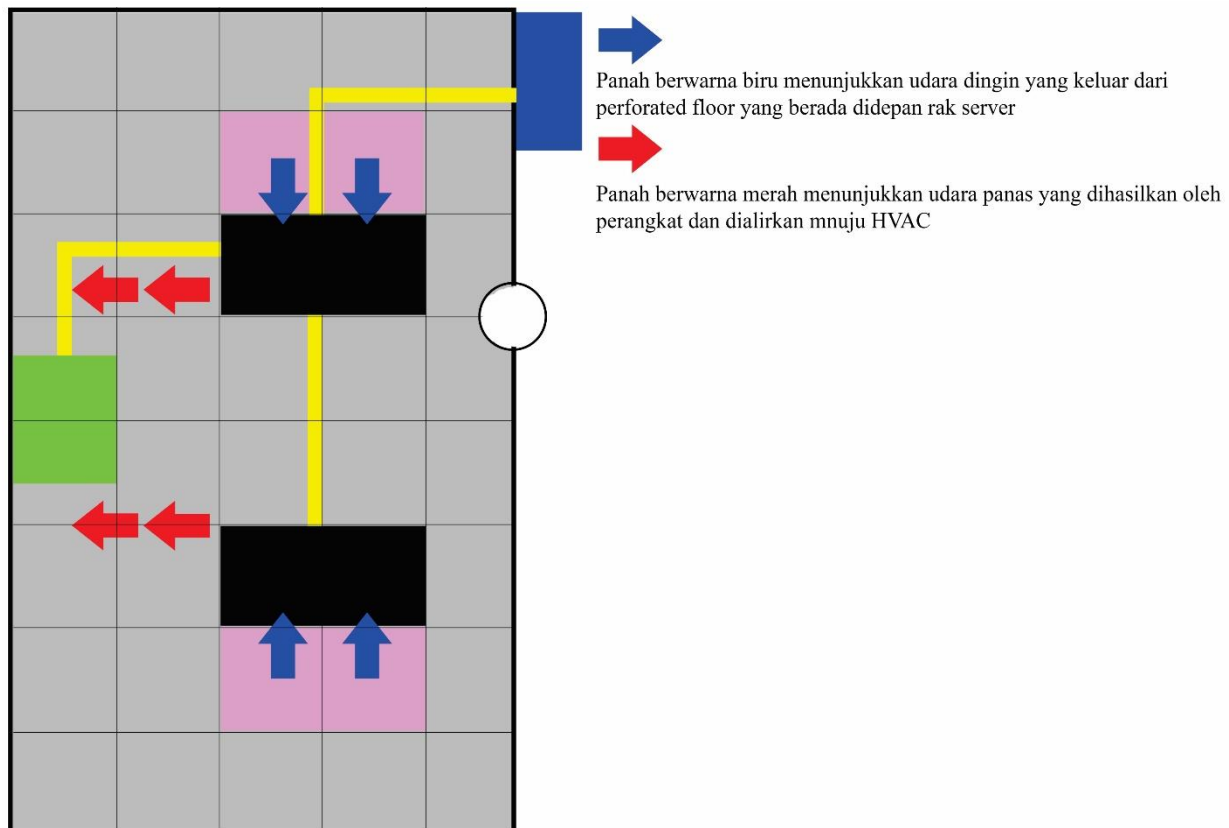 Panah berwarna biru menunjukkan udara dingin yang keluar dari
perforated floor yang berada didepan rak server
Panah berwarna merah menunjukkan udara panas yang dihasilkan oleh
perangkat dan dialirkan mnuju HVAC